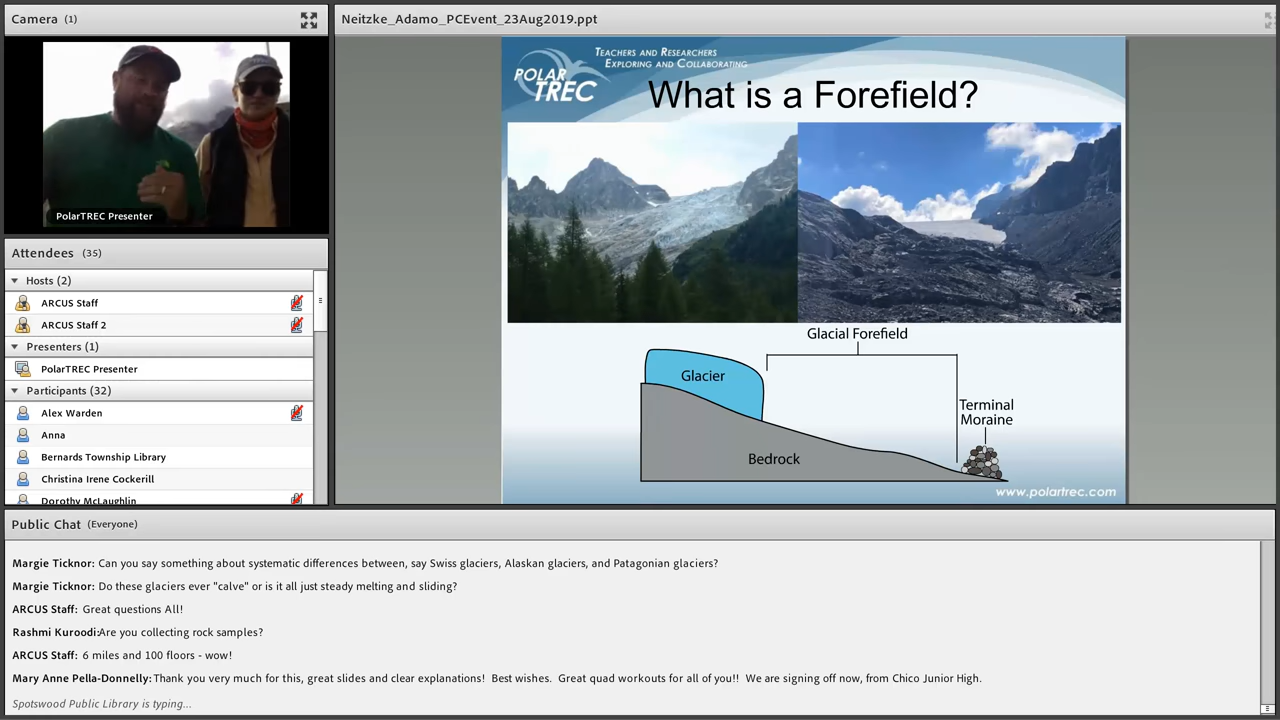 Camera (1)
PolarTREC Presenter
Attendees (35)
Hosts (2)
ARCUS Staff
ARCUS Staff 2
Presenters (1)
PolarTREC Presenter
Participants (32)
Alex Warden
Anna
Bernards Township Library
Christina Irene Cockerill
Dorothy McLaughlin
Neitzke_Adamo_PCEvent_23Aug2019.ppt
POLAR TREC
TEACHERS AND RESEARCHERS
EXPLORING AND COLLABORATING
What is a Forefield?
Glacial Forefield
Glacier
Terminal
Moraine
Bedrock
www.polartrec.com
Public Chat (Everyone)
Margie Ticknor: Can you say something about systematic differences between, say Swiss glaciers, Alaskan glaciers, and Patagonian glaciers?
Margie Ticknor: Do these glaciers ever "calve" or is it all just steady melting and sliding?
ARCUS Staff: Great questions All!
Rashmi Kuroodi:Are you collecting rock samples?
ARCUS Staff: 6 miles and 100 floors - wow!
Mary Anne Pella-Donnelly: Thank you very much for this, great slides and clear explanations! Best wishes. Great quad workouts for all of you!! We are signing off now, from Chico Junior High.
Spotswood Public Library is typing...